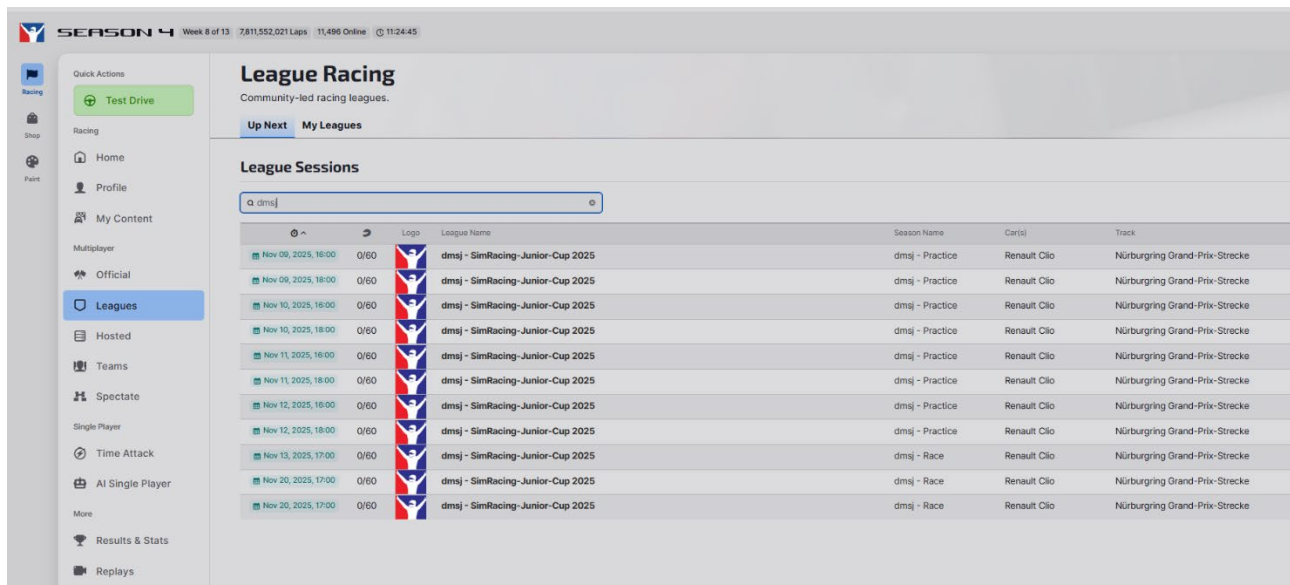 SEASON 4 Week 8 of 13 7,811,552,021 Laps 11,496 Online 11:24:45
Racing
Shop
Paint
Quick Actions
Test Drive
Racing
Home
Profile
My Content
Multiplayer
Official
Leagues
Hosted
Teams
Spectate
Single Player
Time Attack
AI Single Player
More
Results & Stats
Replays
League Racing
Community-led racing leagues.
Up Next My Leagues
League Sessions
dmsj
Logo League Name Season Name Car(s) Track
Nov 09, 2025, 16:00 0/60 dmsj - SimRacing-Junior-Cup 2025 dmsj - Practice Renault Clio Nürburgring Grand-Prix-Strecke
Nov 09, 2025, 18:00 0/60 dmsj - SimRacing-Junior-Cup 2025 dmsj - Practice Renault Clio Nürburgring Grand-Prix-Strecke
Nov 10, 2025, 16:00 0/60 dmsj - SimRacing-Junior-Cup 2025 dmsj - Practice Renault Clio Nürburgring Grand-Prix-Strecke
Nov 10, 2025, 18:00 0/60 dmsj - SimRacing-Junior-Cup 2025 dmsj - Practice Renault Clio Nürburgring Grand-Prix-Strecke
Nov 11, 2025, 16:00 0/60 dmsj - SimRacing-Junior-Cup 2025 dmsj - Practice Renault Clio Nürburgring Grand-Prix-Strecke
Nov 11, 2025, 18:00 0/60 dmsj - SimRacing-Junior-Cup 2025 dmsj - Practice Renault Clio Nürburgring Grand-Prix-Strecke
Nov 12, 2025, 16:00 0/60 dmsj - SimRacing-Junior-Cup 2025 dmsj - Practice Renault Clio Nürburgring Grand-Prix-Strecke
Nov 12, 2025, 18:00 0/60 dmsj - SimRacing-Junior-Cup 2025 dmsj - Practice Renault Clio Nürburgring Grand-Prix-Strecke
Nov 13, 2025, 17:00 0/60 dmsj - SimRacing-Junior-Cup 2025 dmsj - Race Renault Clio Nürburgring Grand-Prix-Strecke
Nov 20, 2025, 17:00 0/60 dmsj - SimRacing-Junior-Cup 2025 dmsj - Race Renault Clio Nürburgring Grand-Prix-Strecke
Nov 20, 2025, 17:00 0/60 dmsj - SimRacing-Junior-Cup 2025 dmsj - Race Renault Clio Nürburgring Grand-Prix-Strecke